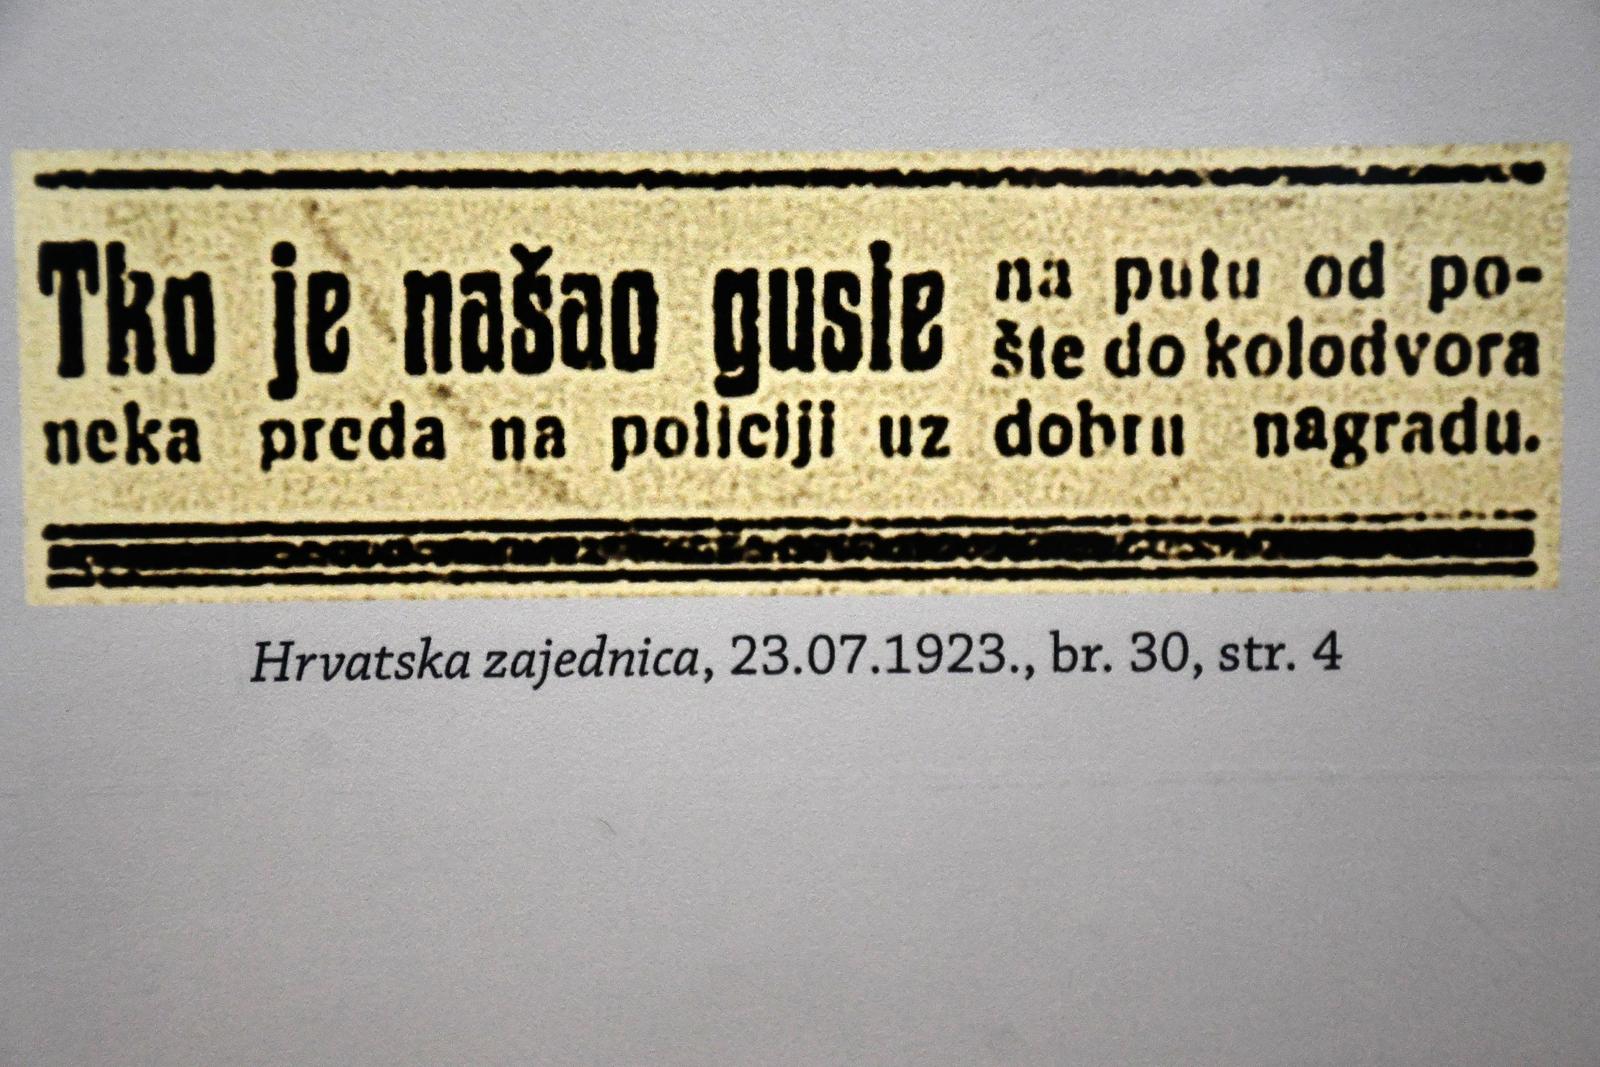 Tko je našao gusle na putu od po-
šte do kolodvora
neka preda na policiji uz dobru nagradu.
Hrvatska zajednica, 23.07.1923., br. 30, str. 4